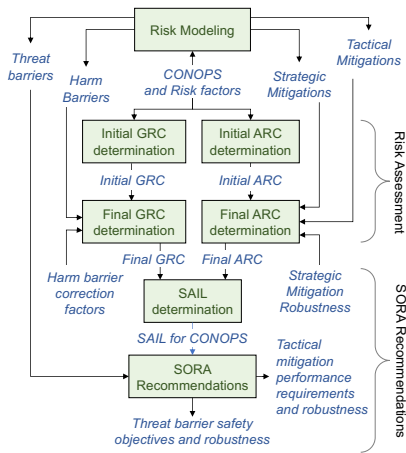 Risk Modeling
Threat
barriers
Harm
Barriers
CONOPS
and Risk factors
Strategic
Mitigations
Tactical
Mitigations
Initial GRC
determination
Initial ARC
determination
Initial GRC
Initial ARC
Final GRC
determination
Final ARC
determination
Risk Assessment
Final GRC
Final ARC
Harm barrier
correction
factors
SAIL
determination
Strategic
Mitigation
Robustness
SAIL for CONOPS
SORA
Recommendations
Tactical
mitigation
performance
requirements
and robustness
SORA Recommendations
Threat barrier safety
objectives and robustness